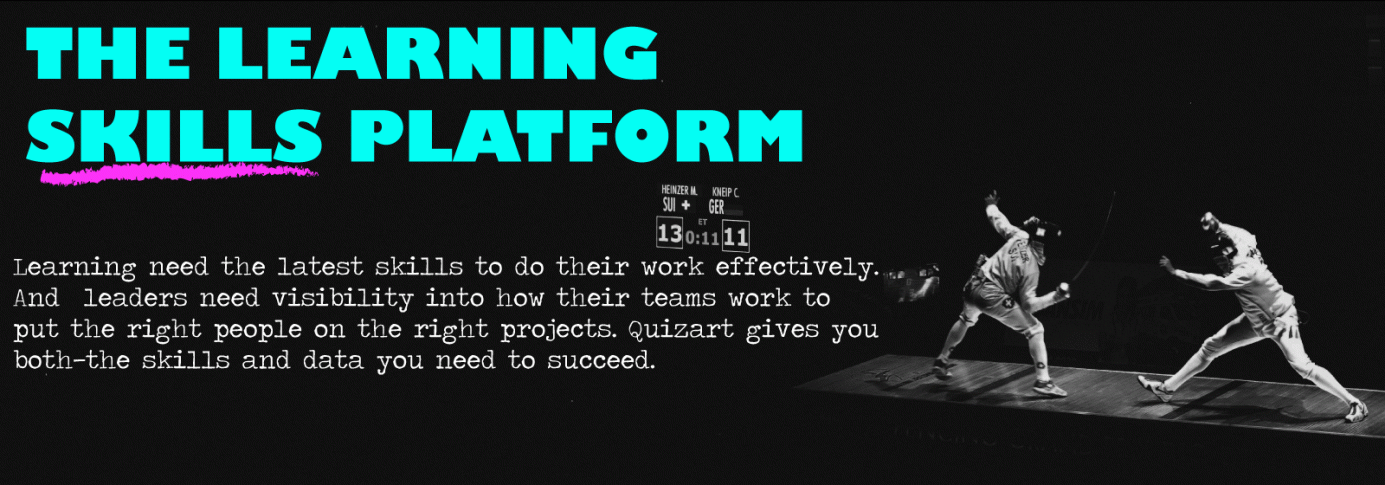 THE LEARNING
SKILLS PLATFORM
HEINZER M. KNEIP C.
SUI + GER
ET
13 0:11 11
Learning need the latest skills to do their work effectively.
And leaders need visibility into how their teams work to
put the right people on the right projects. Quizart gives you
both-the skills and data you need to succeed.